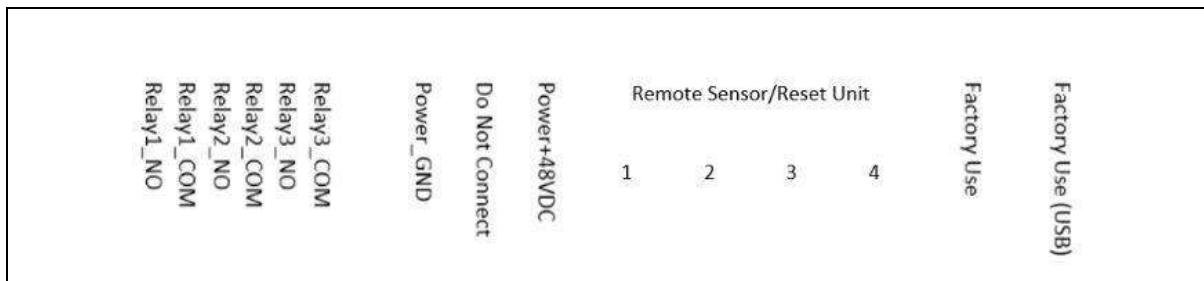 Relay1_NO
Relay1_COM
Relay2_NO
Relay2_COM
Relay3_NO
Relay3_COM
Power_GND
Do Not Connect
Power+48VDC
Remote Sensor/Reset Unit
1 2 3 4
Factory Use
Factory Use (USB)